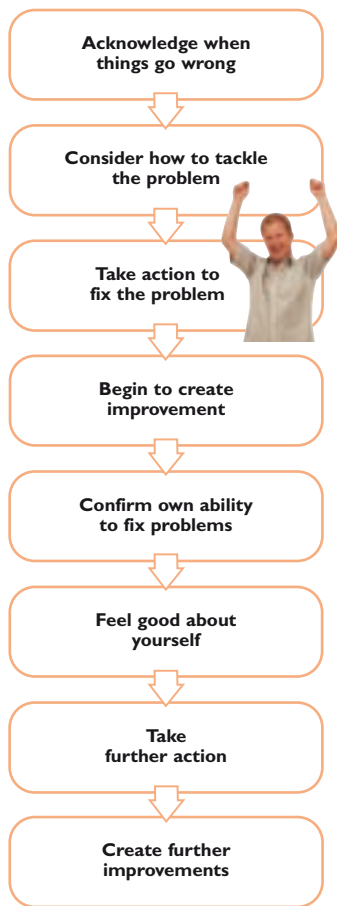 Acknowledge when
things go wrong
Consider how to tackle
the problem
Take action to
fix the problem
Begin to create
improvement
Confirm own ability
to fix problems
Feel good about
yourself
Take
further action
Create further
improvements